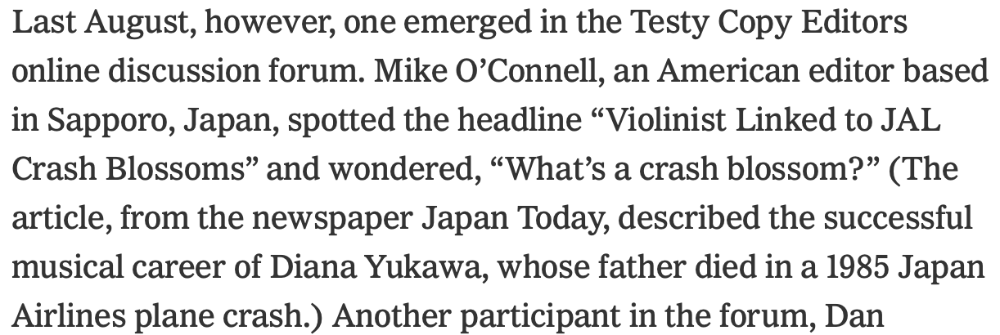 Last August, however, one emerged in the Testy Copy Editors
online discussion forum. Mike O’Connell, an American editor based
in Sapporo, Japan, spotted the headline “Violinist Linked to JAL
Crash Blossoms” and wondered, “What’s a crash blossom?” (The
article, from the newspaper Japan Today, described the successful
musical career of Diana Yukawa, whose father died in a 1985 Japan
Airlines plane crash.) Another participant in the forum, Dan